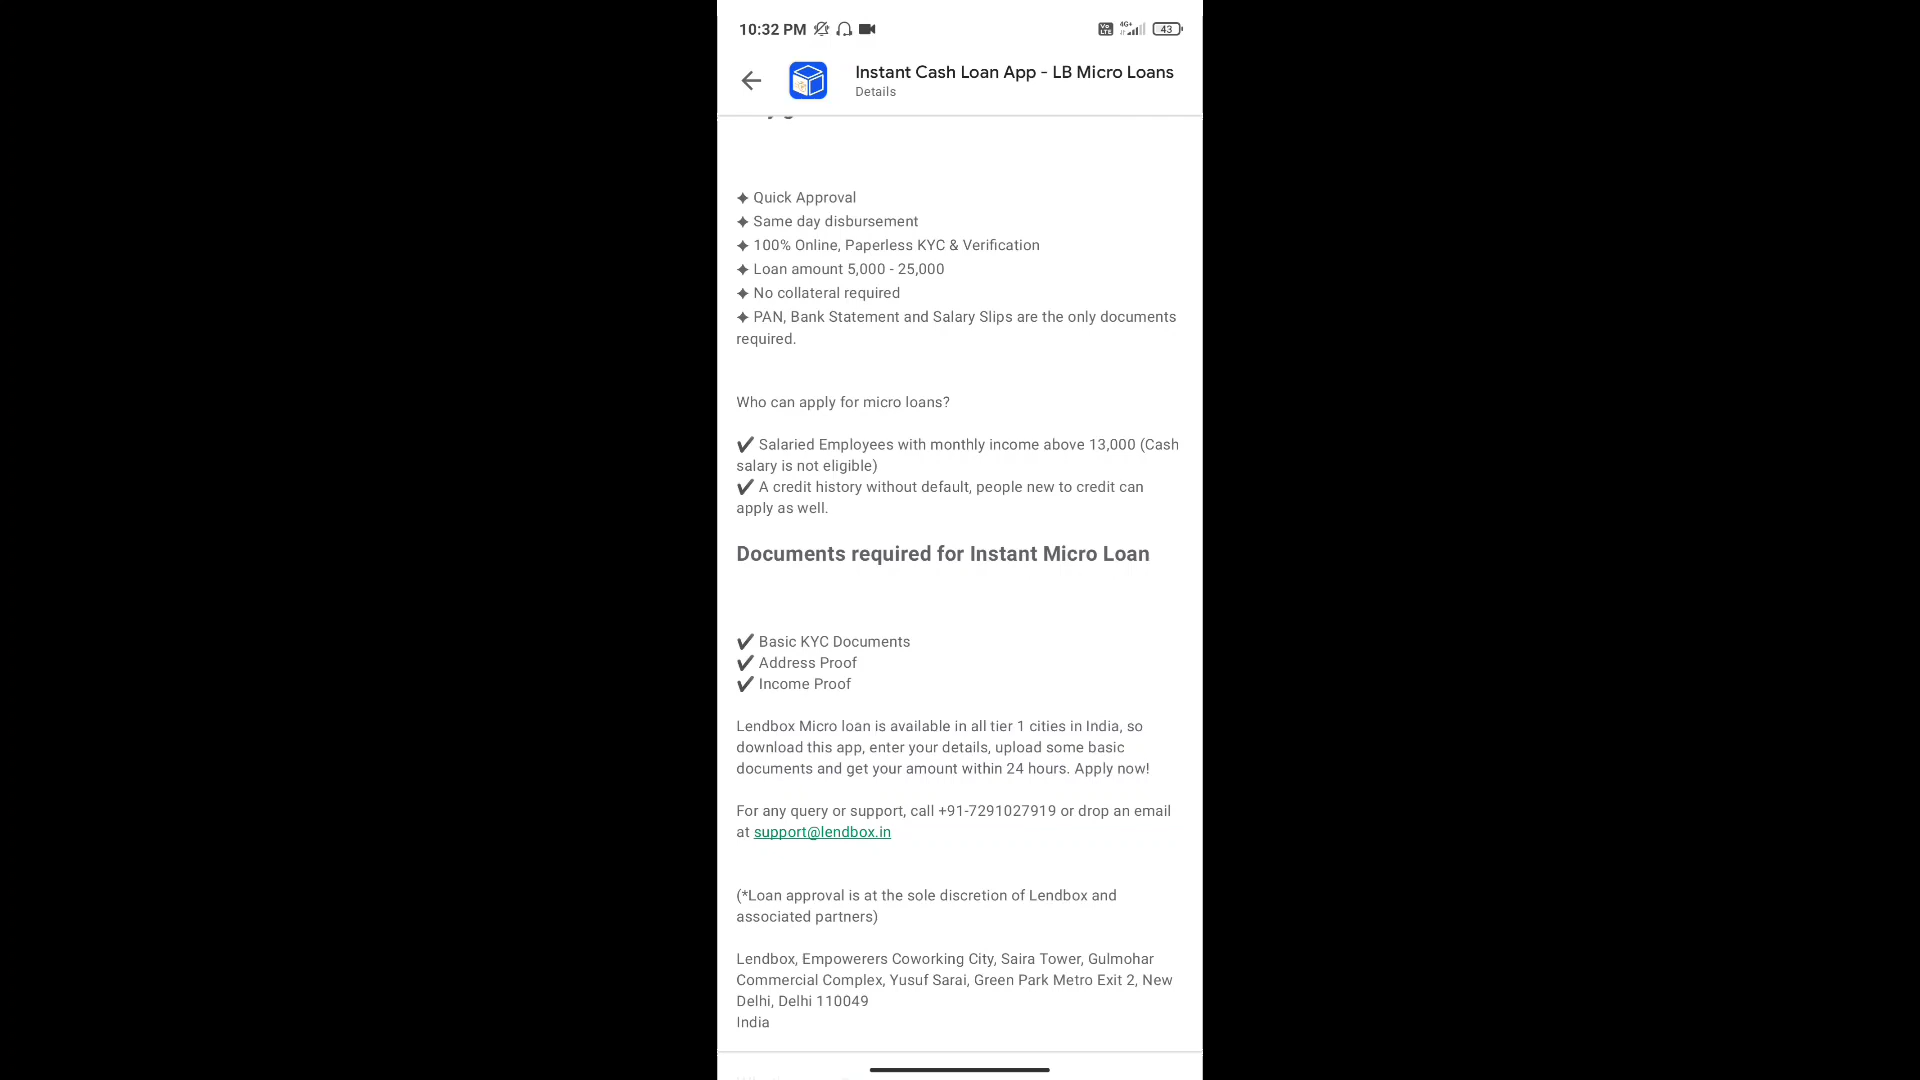 10:32 PM
Vo LTE 4G+ 43
Instant Cash Loan App - LB Micro Loans
Details
✦ Quick Approval
✦ Same day disbursement
✦ 100% Online, Paperless KYC & Verification
✦ Loan amount 5,000 - 25,000
✦ No collateral required
✦ PAN, Bank Statement and Salary Slips are the only documents
required.
Who can apply for micro loans?
✔ Salaried Employees with monthly income above 13,000 (Cash
salary is not eligible)
✔ A credit history without default, people new to credit can
apply as well.
Documents required for Instant Micro Loan
✔ Basic KYC Documents
✔ Address Proof
✔ Income Proof
Lendbox Micro loan is available in all tier 1 cities in India, so
download this app, enter your details, upload some basic
documents and get your amount within 24 hours. Apply now!
For any query or support, call +91-7291027919 or drop an email
at support@lendbox.in
(*Loan approval is at the sole discretion of Lendbox and
associated partners)
Lendbox, Empowerers Coworking City, Saira Tower, Gulmohar
Commercial Complex, Yusuf Sarai, Green Park Metro Exit 2, New
Delhi, Delhi 110049
India